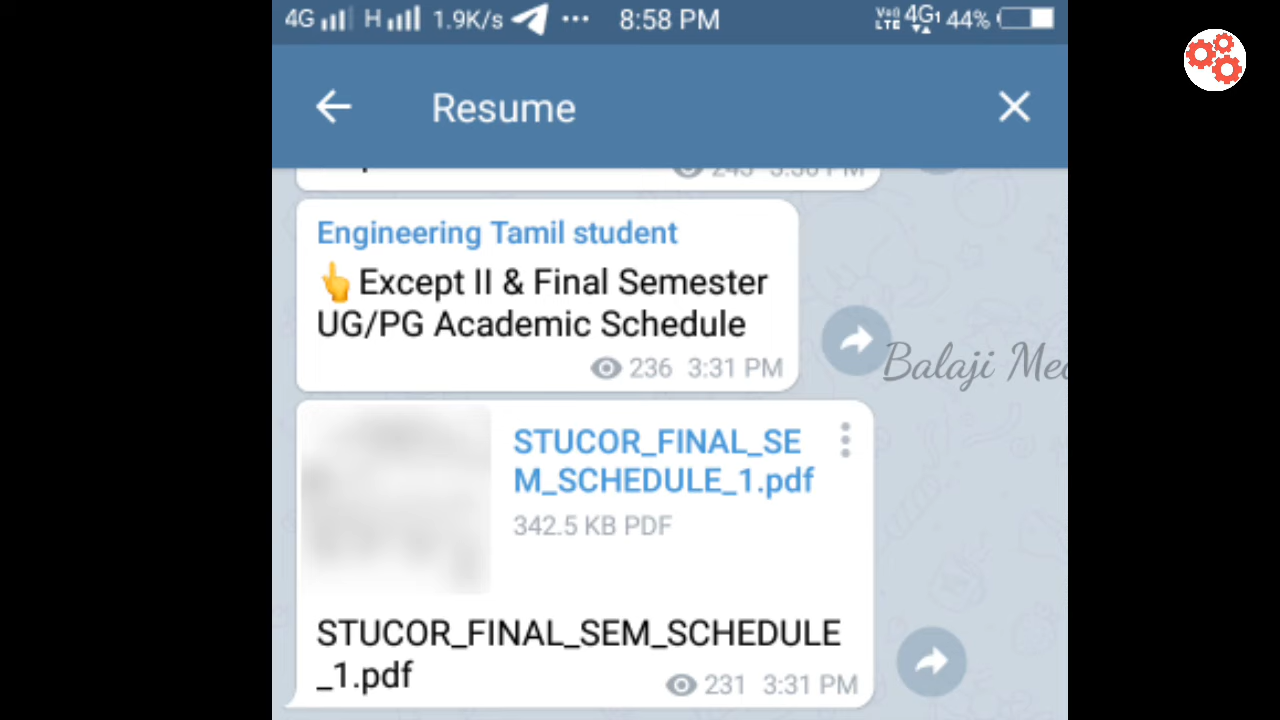 4G H 1.9K/s ••• 8:58 PM VoLTE 4G1 44%
Resume
Engineering Tamil student
👆Except II & Final Semester
UG/PG Academic Schedule
236 3:31 PM
Balaji
STUCOR_FINAL_SE
M_SCHEDULE_1.pdf
342.5 KB PDF
STUCOR_FINAL_SEM_SCHEDULE
_1.pdf
231 3:31 PM